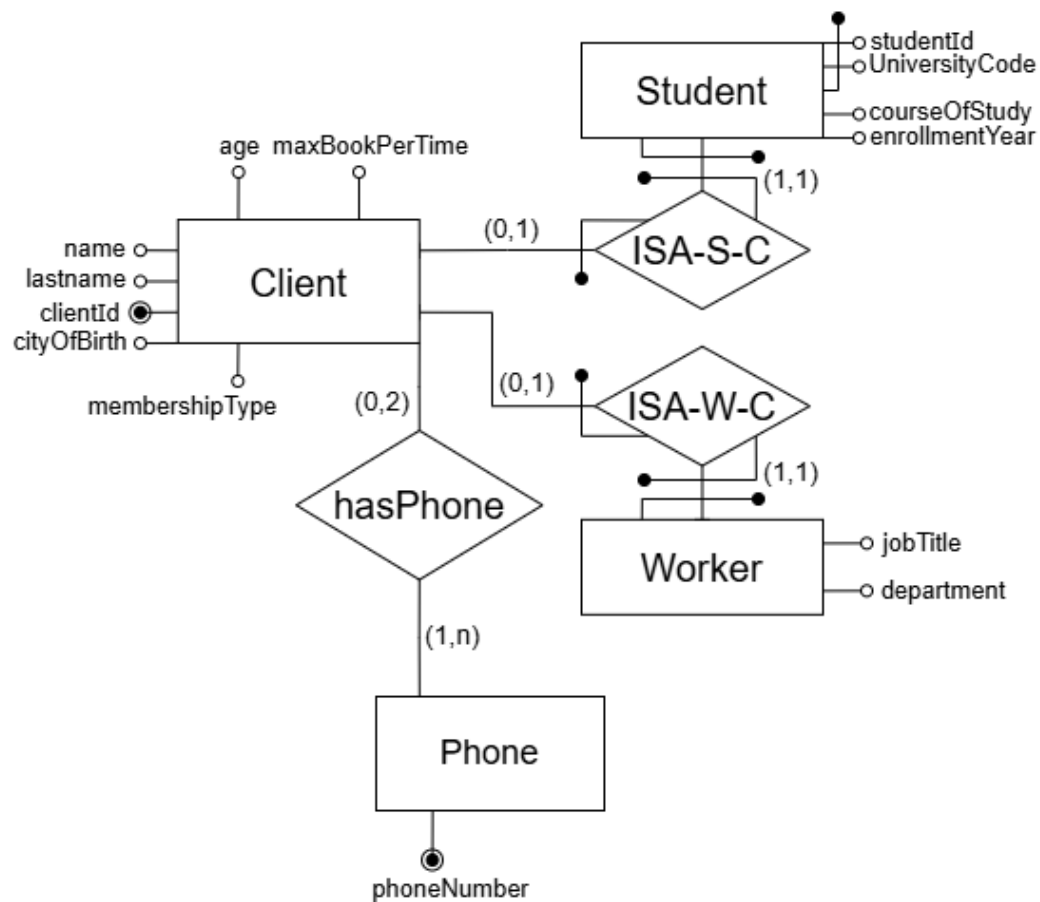 studentId
UniversityCode
Student
courseOfStudy
enrollmentYear
age
maxBookPerTime
(1,1)
name
(0,1)
ISA-S-C
lastname
Client
clientId
cityOfBirth
membershipType
(0,2)
(0,1)
ISA-W-C
(1,1)
hasPhone
jobTitle
Worker
department
(1,n)
Phone
phoneNumber